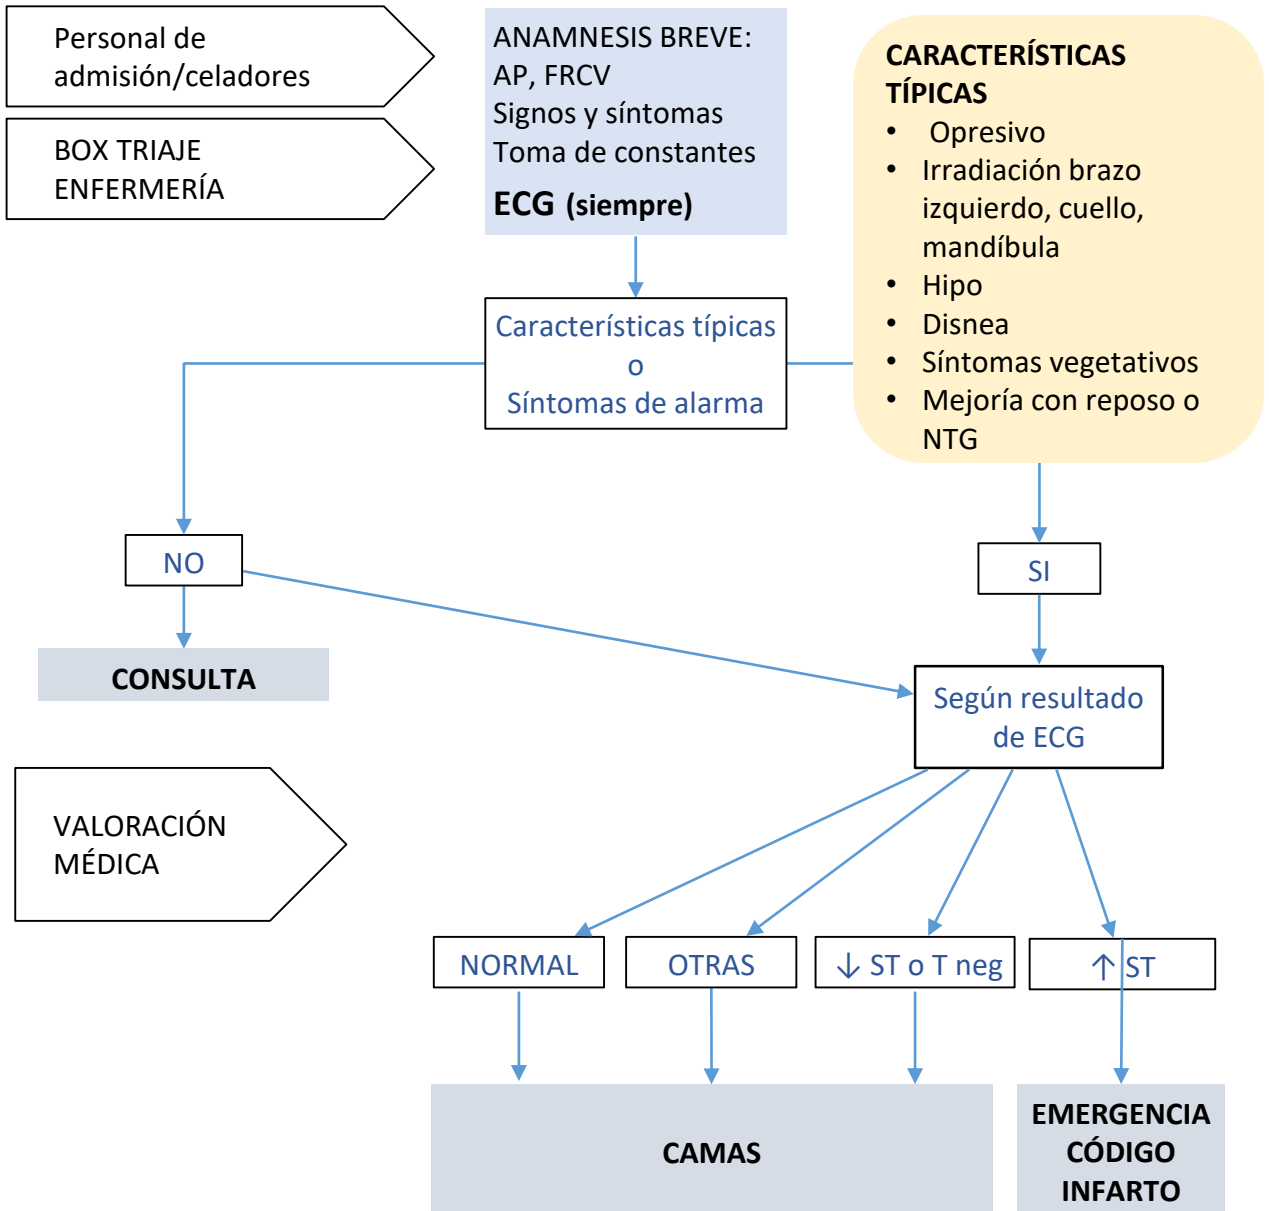 Personal de
admisión/celadores
BOX TRIAJE
ENFERMERÍA
ANAMNESIS BREVE:
AP, FRCV
Signos y síntomas
Toma de constantes
ECG (siempre)
CARACTERÍSTICAS
TÍPICAS
• Opresivo
• Irradiación brazo
izquierdo, cuello,
mandíbula
• Hipo
• Disnea
• Síntomas vegetativos
• Mejoría con reposo o
NTG
Características típicas
o
Síntomas de alarma
NO
SI
CONSULTA
Según resultado
de ECG
VALORACIÓN
MÉDICA
NORMAL
OTRAS
↓ ST o T neg
↑ ST
CAMAS
EMERGENCIA
CÓDIGO
INFARTO